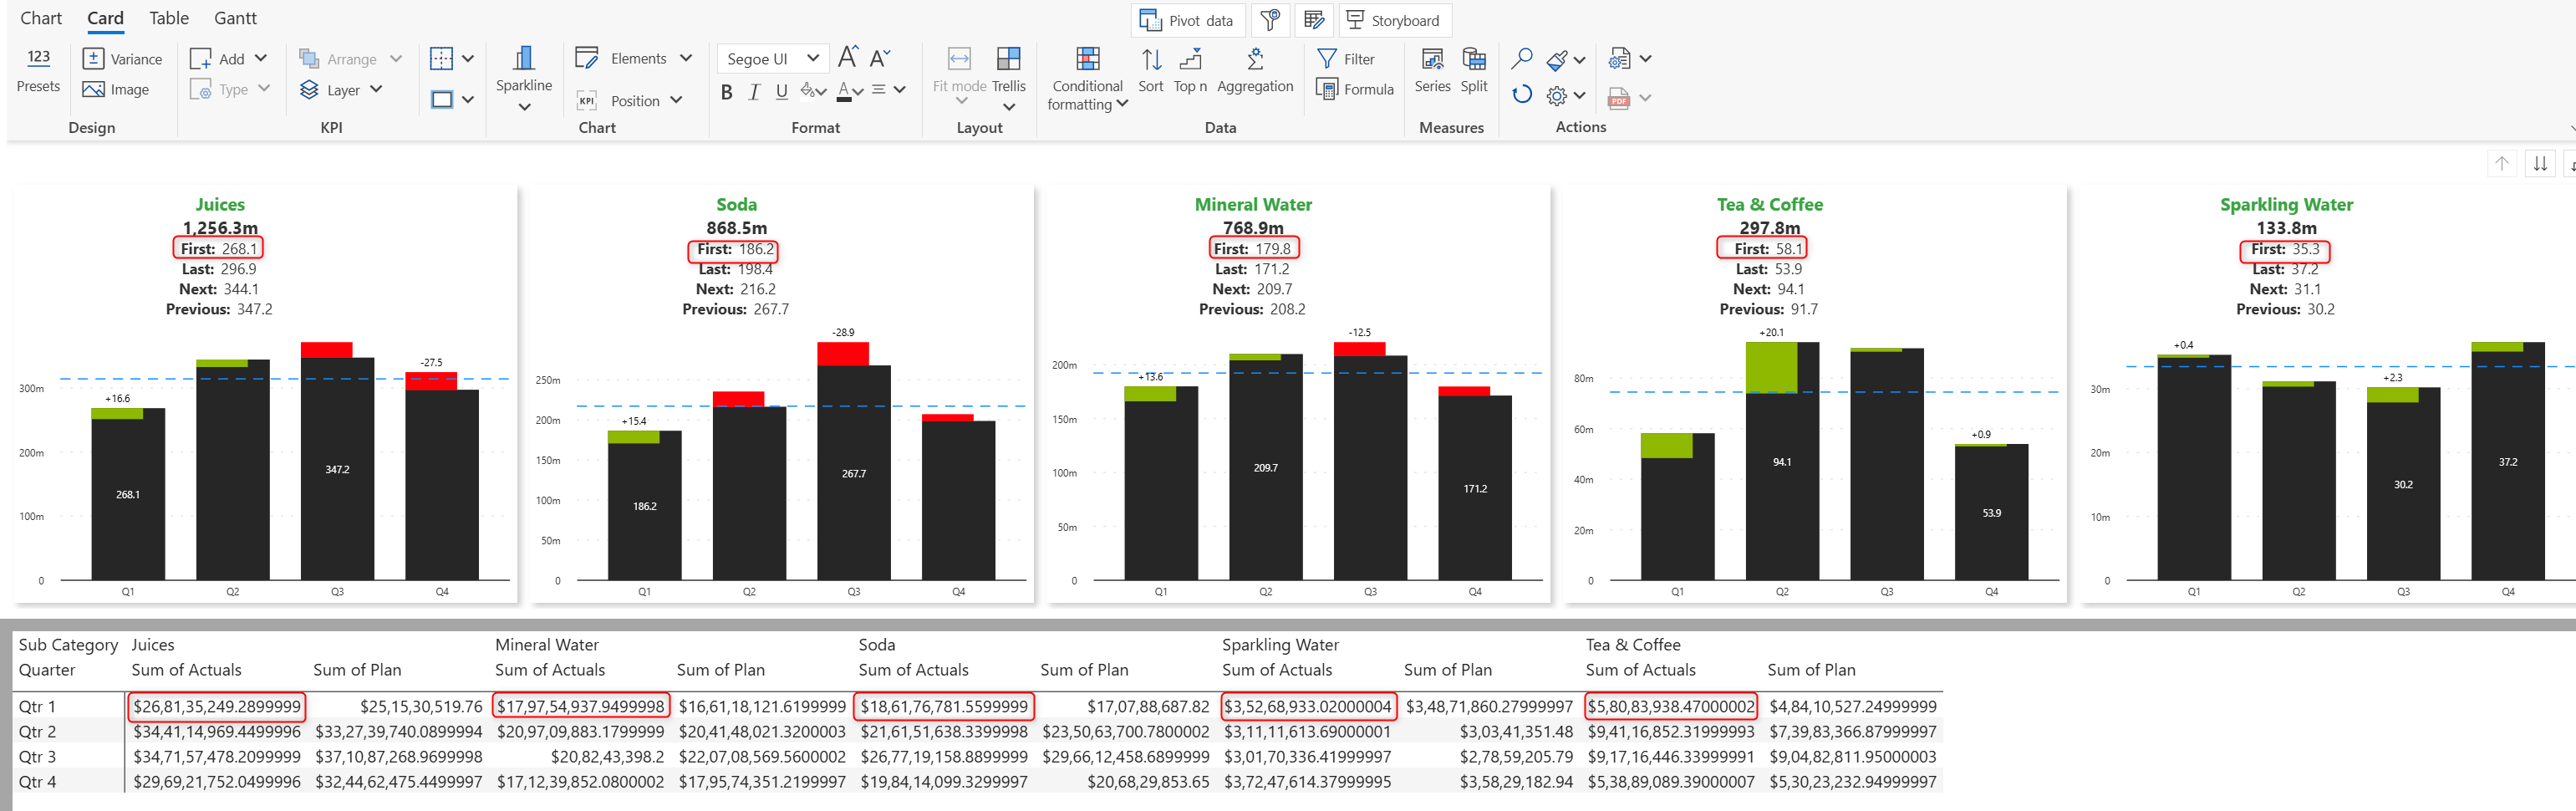 Chart Card Table Gantt
Pivot data Storyboard
123 Presets Variance Image Design
Add Type Arrange Layer KPI
Sparkline Elements KPI Position Chart
Segoe UI A A B I U A Format
Fit mode Trellis Layout
Conditional formatting Sort Top n Aggregation Filter Formula Data
Series Split Measures
PDF Actions
Juices
1,256.3m
First: 268.1
Last: 296.9
Next: 344.1
Previous: 347.2
-27.5
300m
+16.6
200m
347.2
268.1
100m
0
Q1 Q2 Q3 Q4
Soda
868.5m
First: 186.2
Last: 198.4
Next: 216.2
Previous: 267.7
-28.9
250m
200m
+15.4
150m
267.7
100m
186.2
50m
0
Q1 Q2 Q3 Q4
Mineral Water
768.9m
First: 179.8
Last: 171.2
Next: 209.7
Previous: 208.2
-12.5
200m
+13.6
150m
100m
209.7
171.2
50m
0
Q1 Q2 Q3 Q4
Tea & Coffee
297.8m
First: 58.1
Last: 53.9
Next: 94.1
Previous: 91.7
+20.1
80m
60m
+0.9
94.1
40m
53.9
20m
0
Q1 Q2 Q3 Q4
Sparkling Water
133.8m
First: 35.3
Last: 37.2
Next: 31.1
Previous: 30.2
+0.4
+2.3
30m
20m
37.2
30.2
10m
0
Q1 Q2 Q3 Q4
Sub Category Juices Mineral Water Soda Sparkling Water Tea & Coffee
Quarter Sum of Actuals Sum of Plan Sum of Actuals Sum of Plan Sum of Actuals Sum of Plan Sum of Actuals Sum of Plan Sum of Actuals Sum of Plan
Qtr 1 $26,81,35,249.2899999 $25,15,30,519.76 $17,97,54,937.9499998 $16,61,18,121.6199999 $18,61,76,781.5599999 $17,07,88,687.82 $3,52,68,933.02000004 $3,48,71,860.27999997 $5,80,83,938.47000002 $4,84,10,527.24999999
Qtr 2 $34,41,14,969.4499996 $33,27,39,740.0899994 $20,97,09,883.1799999 $20,41,48,021.3200003 $21,61,51,638.3399998 $23,50,63,700.7800002 $3,11,11,613.69000001 $3,03,41,351.48 $9,41,16,852.31999993 $7,39,83,366.87999997
Qtr 3 $34,71,57,478.2099999 $37,10,87,268.9699998 $20,82,43,398.2 $22,07,08,569.5600002 $26,77,19,158.8899999 $29,66,12,458.6899999 $3,01,70,336.41999997 $2,78,59,205.79 $9,17,16,446.33999991 $9,04,82,811.95000003
Qtr 4 $29,69,21,752.0499996 $32,44,62,475.4499997 $17,12,39,852.0800002 $17,95,74,351.2199997 $19,84,14,099.3299997 $20,68,29,853.65 $3,72,47,614.37999995 $3,58,29,182.94 $5,38,89,089.39000007 $5,30,23,232.94999997